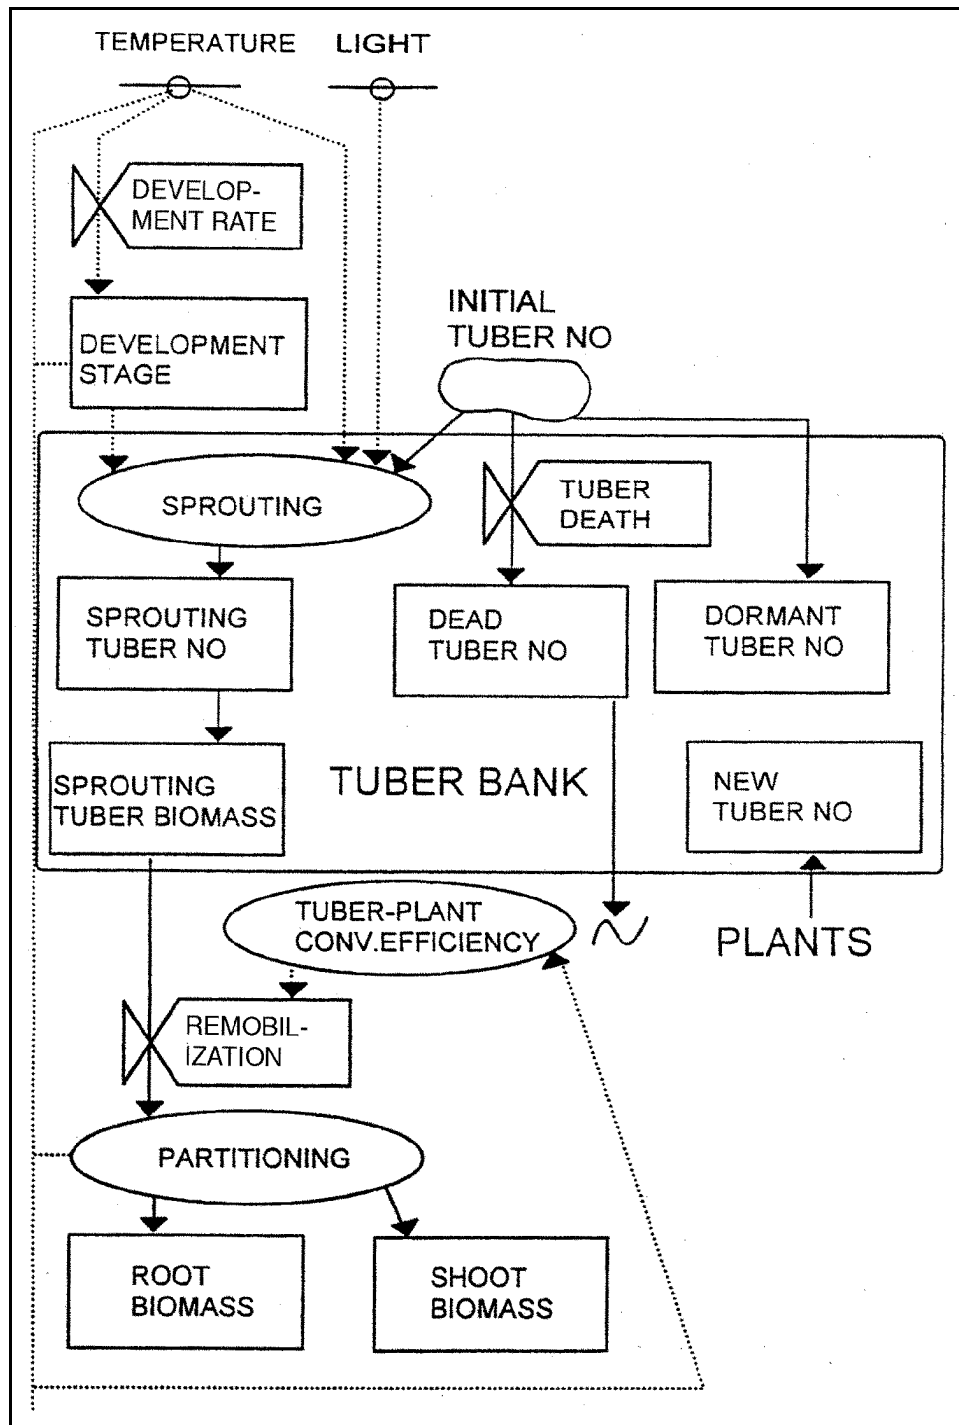 TEMPERATURE
LIGHT
DEVELOP-
MENT RATE
DEVELOPMENT
STAGE
INITIAL
TUBER NO
SPROUTING
TUBER
DEATH
SPROUTING
TUBER NO
DEAD
TUBER NO
DORMANT
TUBER NO
SPROUTING
TUBER BIOMASS
TUBER BANK
NEW
TUBER NO
TUBER-PLANT
CONV.EFFICIENCY
PLANTS
REMOBIL-
IZATION
PARTITIONING
ROOT
BIOMASS
SHOOT
BIOMASS